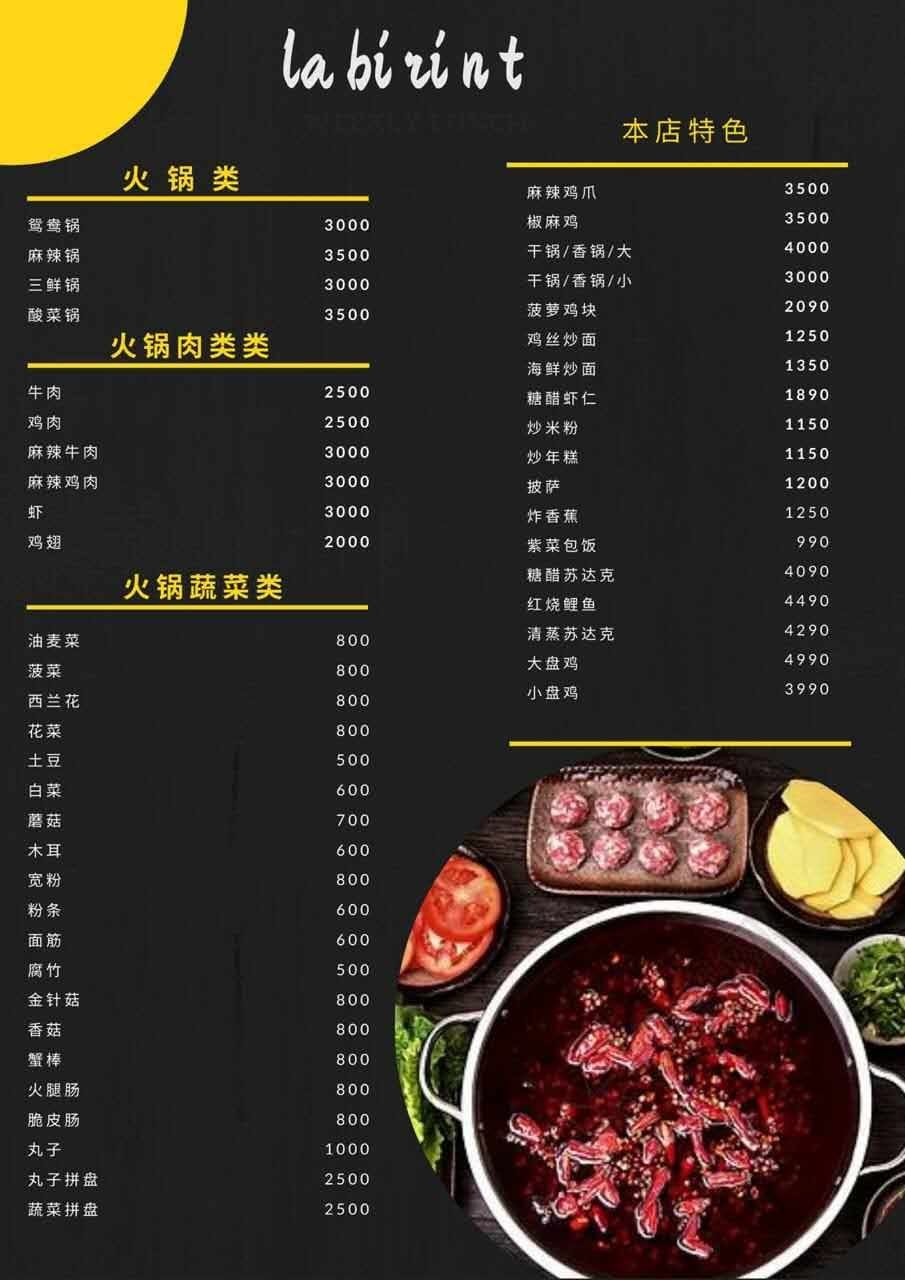 labirint
火锅类
鸳鸯锅 3000
麻辣锅 3500
三鲜锅 3000
酸菜锅 3500
火锅肉类类
牛肉 2500
鸡肉 2500
麻辣牛肉 3000
麻辣鸡肉 3000
虾 3000
鸡翅 2000
火锅蔬菜类
油麦菜 800
菠菜 800
西兰花 800
花菜 800
土豆 500
白菜 600
蘑菇 700
木耳 600
宽粉 800
粉条 600
面筋 600
腐竹 500
金针菇 800
香菇 800
蟹棒 800
火腿肠 800
脆皮肠 800
丸子 1000
丸子拼盘 2500
蔬菜拼盘 2500
本店特色
麻辣鸡爪 3500
椒麻鸡 3500
干锅/香锅/大 4000
干锅/香锅/小 3000
菠萝鸡块 2090
鸡丝炒面 1250
海鲜炒面 1350
糖醋虾仁 1890
炒米粉 1150
炒年糕 1150
披萨 1200
炸香蕉 1250
紫菜包饭 990
糖醋苏达克 4090
红烧鲤鱼 4490
清蒸苏达克 4290
大盘鸡 4990
小盘鸡 3990